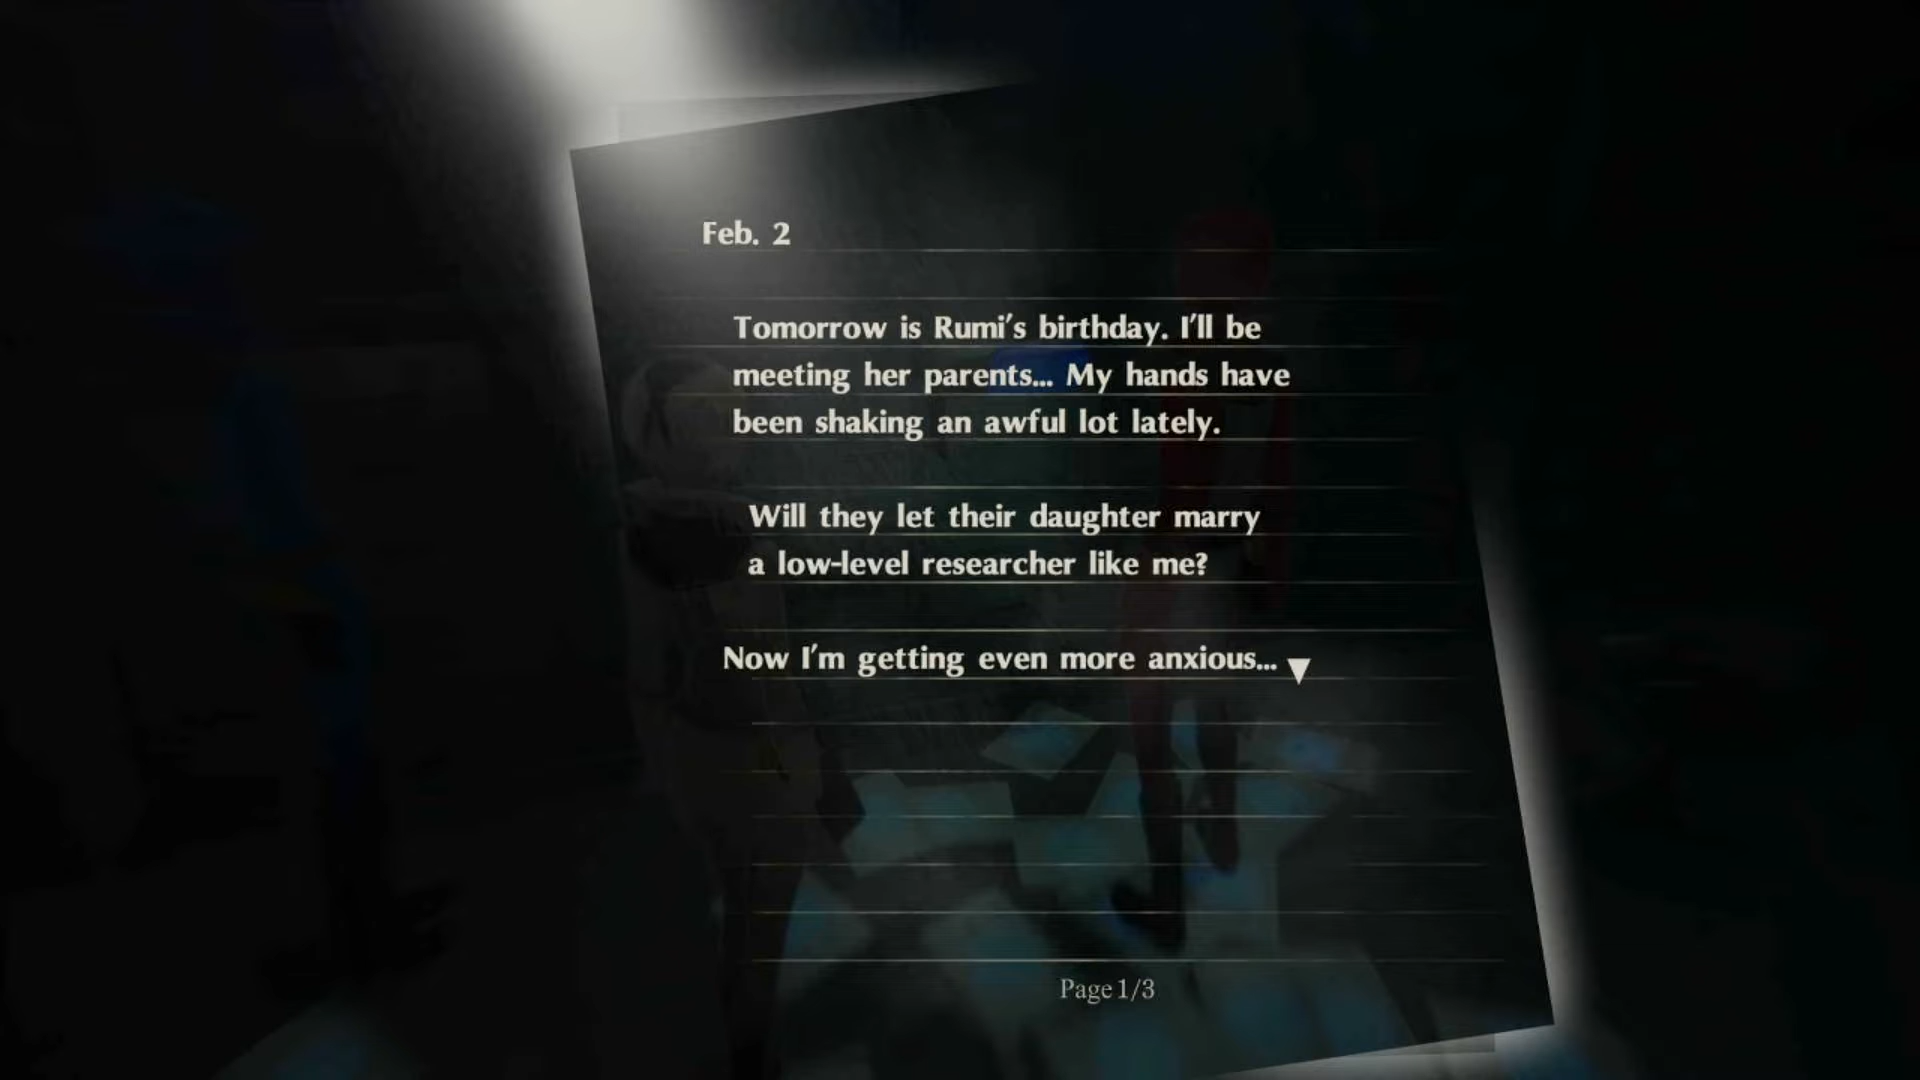 Feb. 2
Tomorrow is Rumi's birthday. I'll be
meeting her parents... My hands have
been shaking an awful lot lately.
Will they let their daughter marry
a low-level researcher like me?
Now I'm getting even more anxious...
Page 1/3